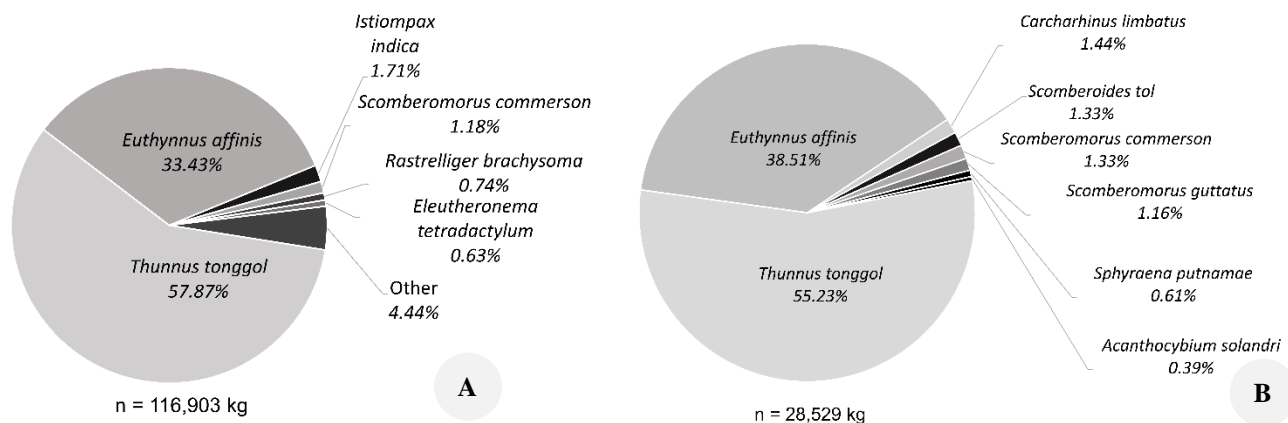 Istiompax
indica
1.71%
Scomberomorus commerson
1.18%
Euthynnus affinis
33.43%
Rastrelliger brachysoma
0.74%
Eleutheronema
tetradactylum
0.63%
Thunnus tonggol
57.87%
Other
4.44%
A
n = 116,903 kg
Carcharhinus limbatus
1.44%
Scomberoides tol
1.33%
Euthynnus affinis
38.51%
Scomberomorus commerson
1.33%
Scomberomorus guttatus
1.16%
Thunnus tonggol
55.23%
Sphyraena putnamae
0.61%
Acanthocybium solandri
0.39%
B
n = 28,529 kg